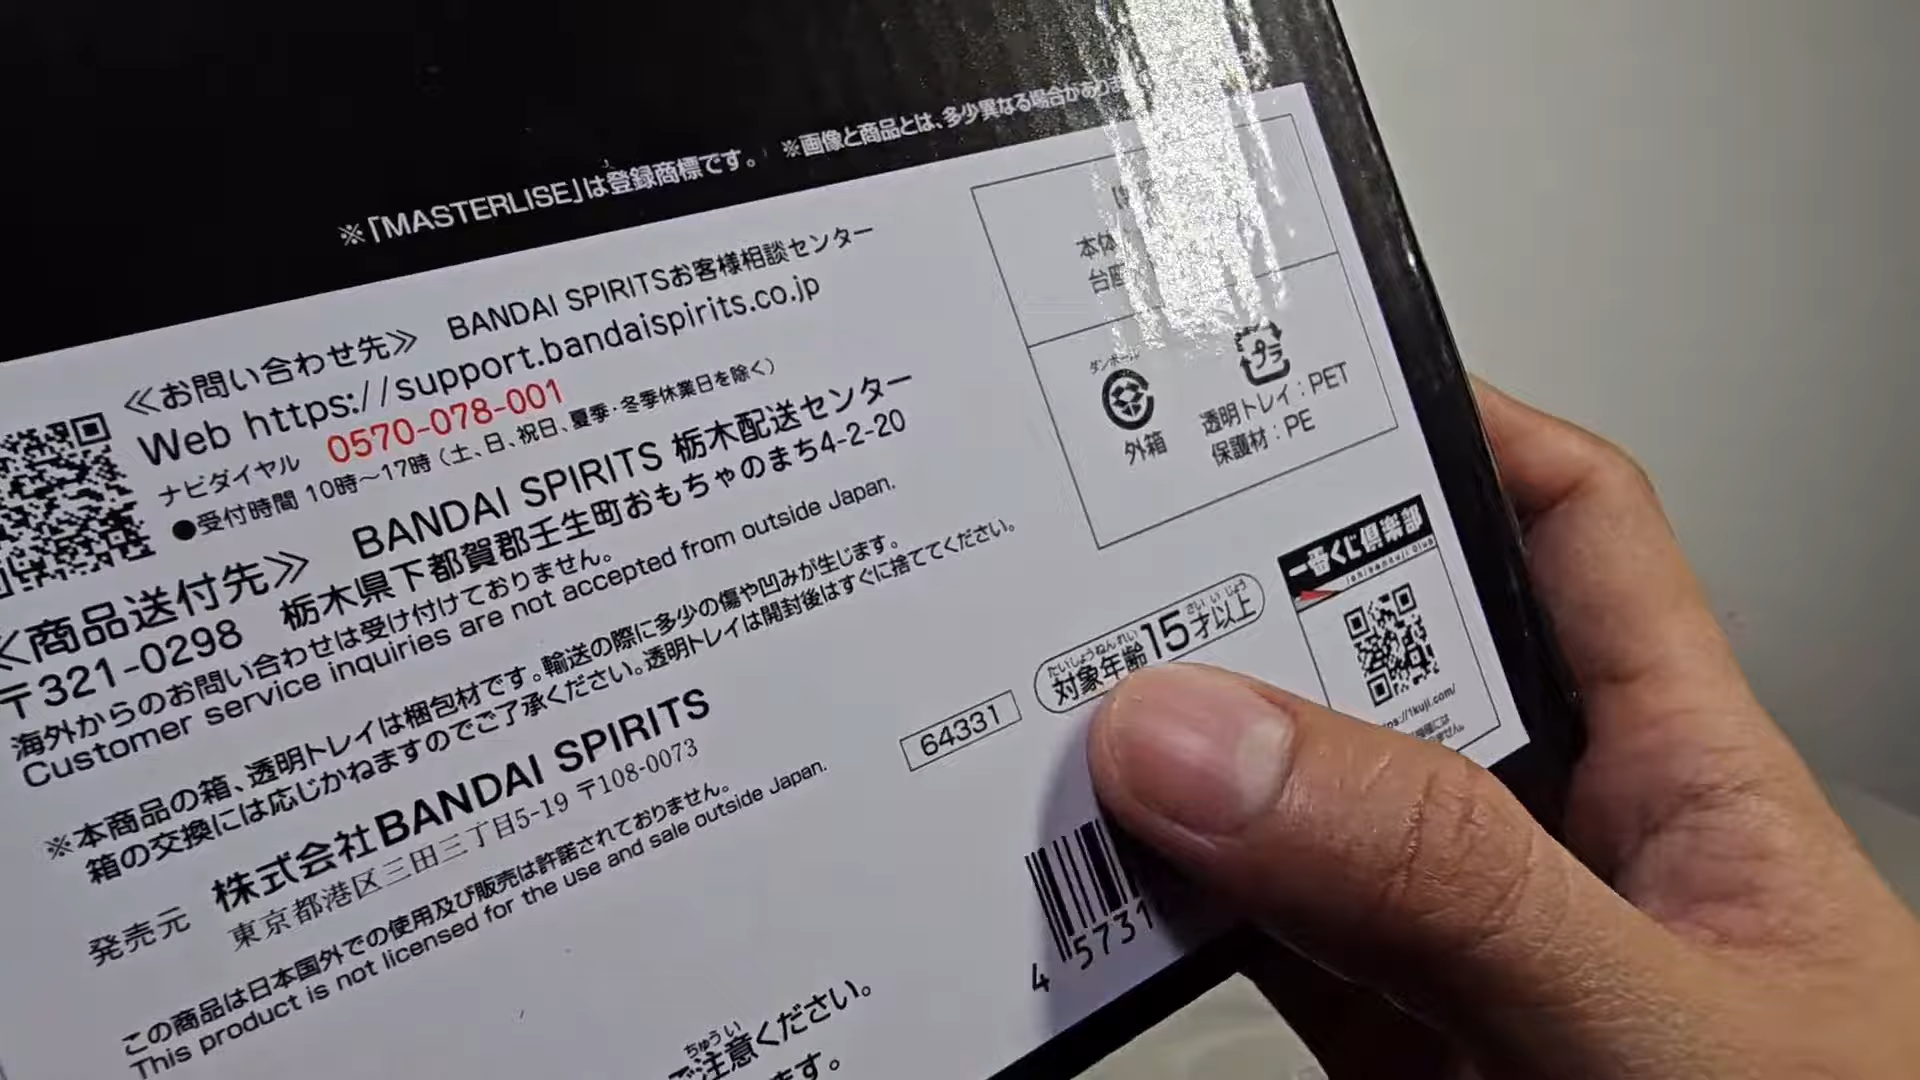 ※「MASTERLISE」は登録商標です。 ※画像と商品とは、多少異なる場合があり
≪お問い合わせ先≫ BANDAI SPIRITSお客様相談センター
Web https://support.bandaispirits.co.jp
ナビダイヤル 0570-078-001
●受付時間 10時～17時(土、日、祝日、夏季・冬季休業日を除く)
≪商品送付先≫ BANDAI SPIRITS 栃木配送センター
〒321-0298 栃木県下都賀郡壬生町おもちゃのまち4-2-20
海外からのお問い合わせは受け付けておりません。
Customer service inquiries are not accepted from outside Japan.
※本商品の箱、透明トレイは梱包材です。輸送の際に多少の傷や凹みが生じます。
箱の交換には応じかねますのでご了承ください。透明トレイは開封後はすぐに捨ててください。
発売元 株式会社BANDAI SPIRITS
東京都港区三田三丁目5-19 〒108-0073
この商品は日本国外での使用及び販売は許諾されておりません。
This product is not licensed for the use and sale outside Japan.
ちゅうい
ご注意ください。
ます。
本体
台座
ダンボール
外箱
プラ
透明トレイ：PET
保護材：PE
64331
たいしょうねんれい さい い じょう
対象年齢15才以上
一番くじ倶楽部
Ichibankuji Club
://1kuji.com/
4 5731